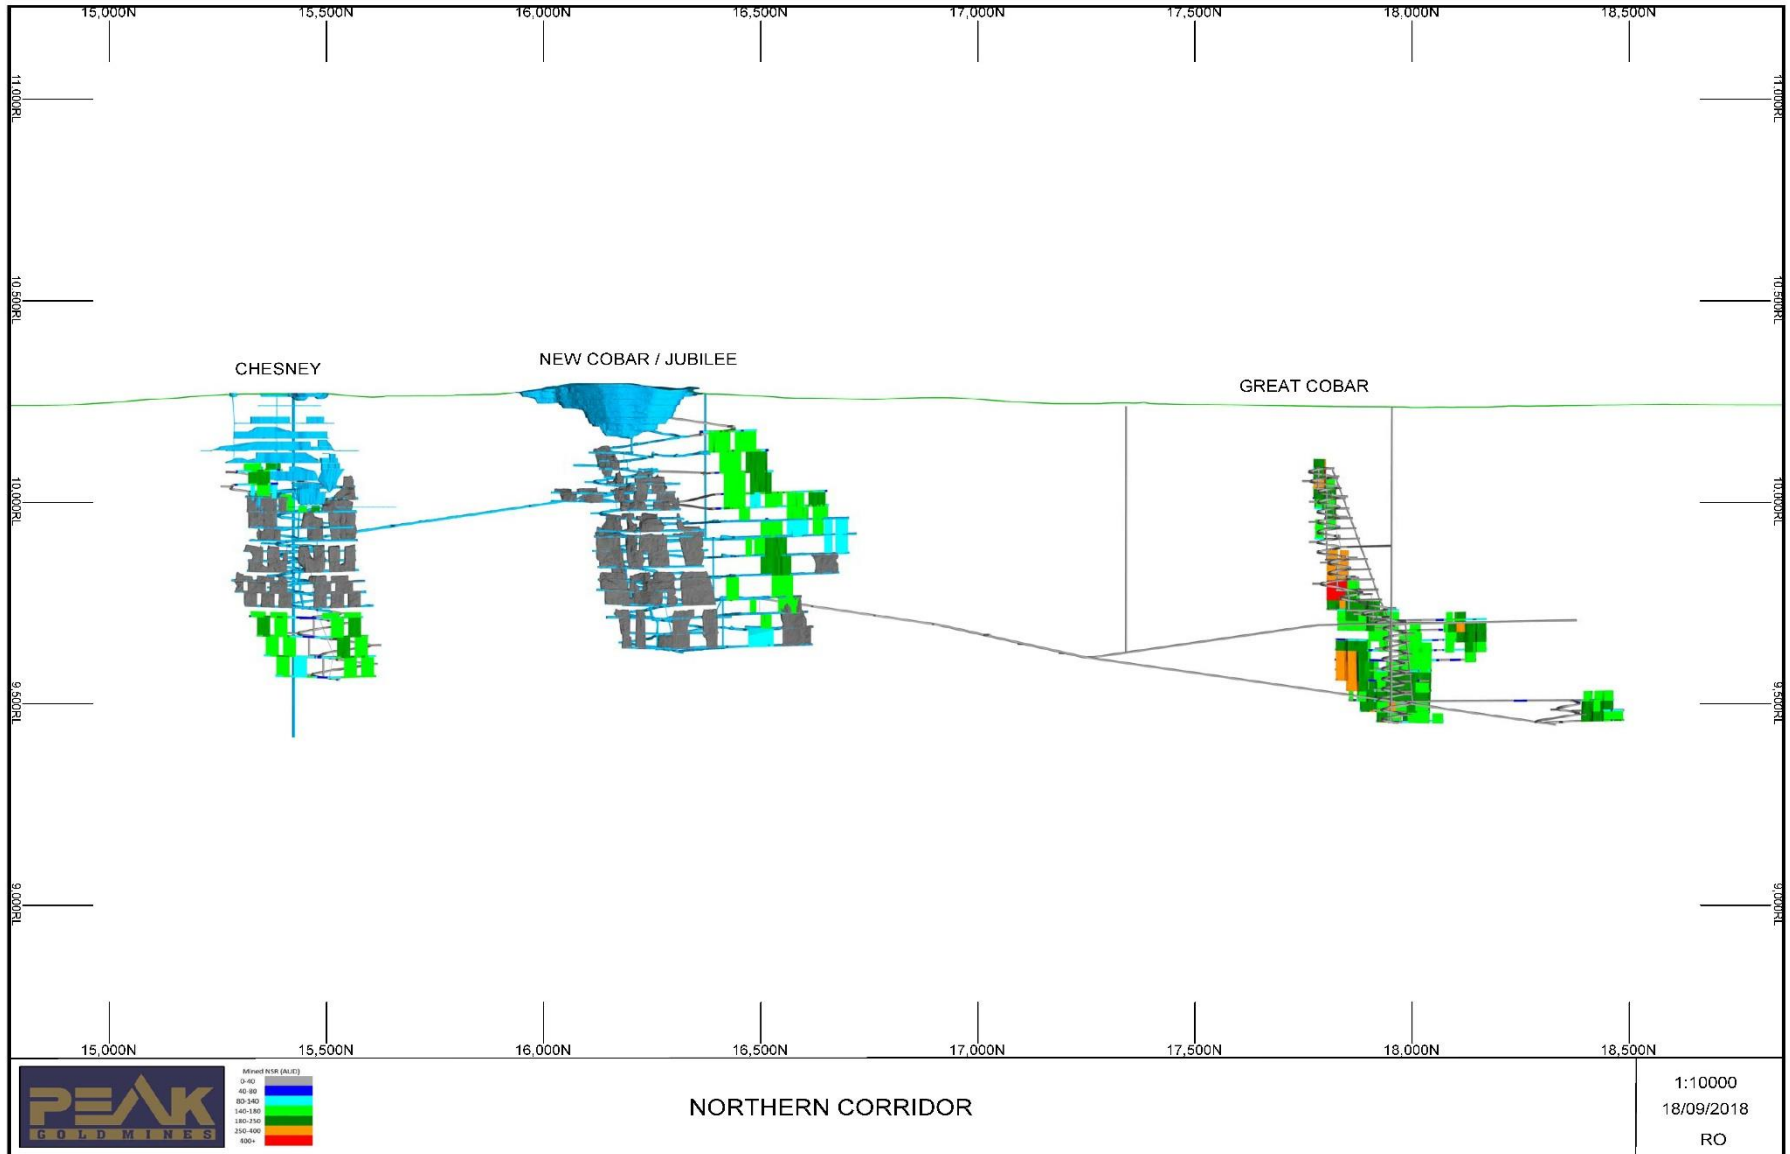 15,000N 15,500N 16,000N 16,500N 17,000N 17,500N 18,000N 18,500N
11,000RL 11,000RL
10,500RL 10,500RL
CHESNEY NEW COBAR / JUBILEE GREAT COBAR
10,000RL 10,000RL
9,500RL 9,500RL
9,000RL 9,000RL
15,000N 15,500N 16,000N 16,500N 17,000N 17,500N 18,000N 18,500N
PEAK
GOLD MINES
Mined NSR (AUD)
0-40
40-80
80-140
140-180
180-250
250-400
400+
NORTHERN CORRIDOR
1:10000
18/09/2018
RO